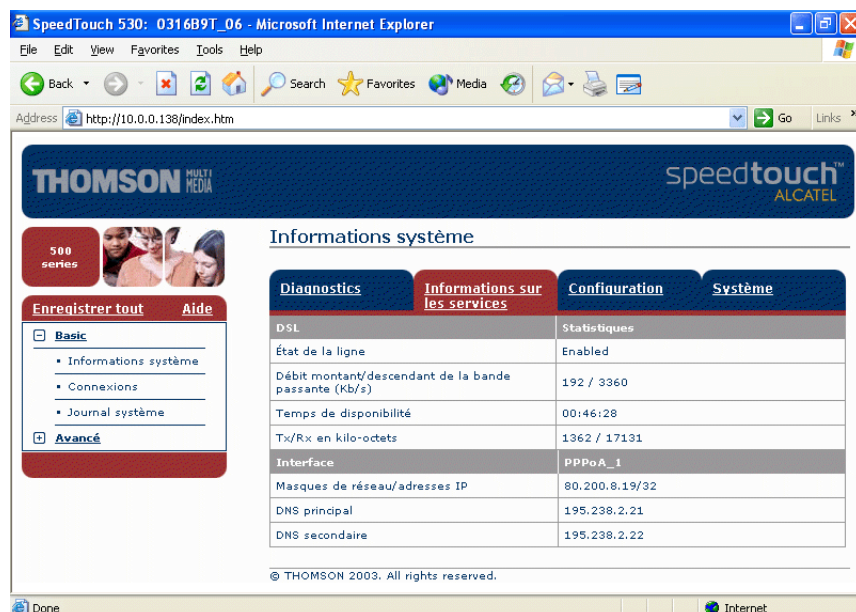 SpeedTouch 530: 0316B9T_06 - Microsoft Internet Explorer
File Edit View Favorites Tools Help
Back Search Favorites Media
Address http://10.0.0.138/index.htm Go Links »
THOMSON MULTI MEDIA
speedtouch™
ALCATEL
500 series
Informations système
Diagnostics Informations sur les services Configuration Système
Enregistrer tout Aide
Basic
Informations système
Connexions
Journal système
Avancé
DSL Statistiques
État de la ligne Enabled
Débit montant/descendant de la bande passante (Kb/s) 192 / 3360
Temps de disponibilité 00:46:28
Tx/Rx en kilo-octets 1362 / 17131
Interface PPPoA_1
Masques de réseau/adresses IP 80.200.8.19/32
DNS principal 195.238.2.21
DNS secondaire 195.238.2.22
© THOMSON 2003. All rights reserved.
Done Internet